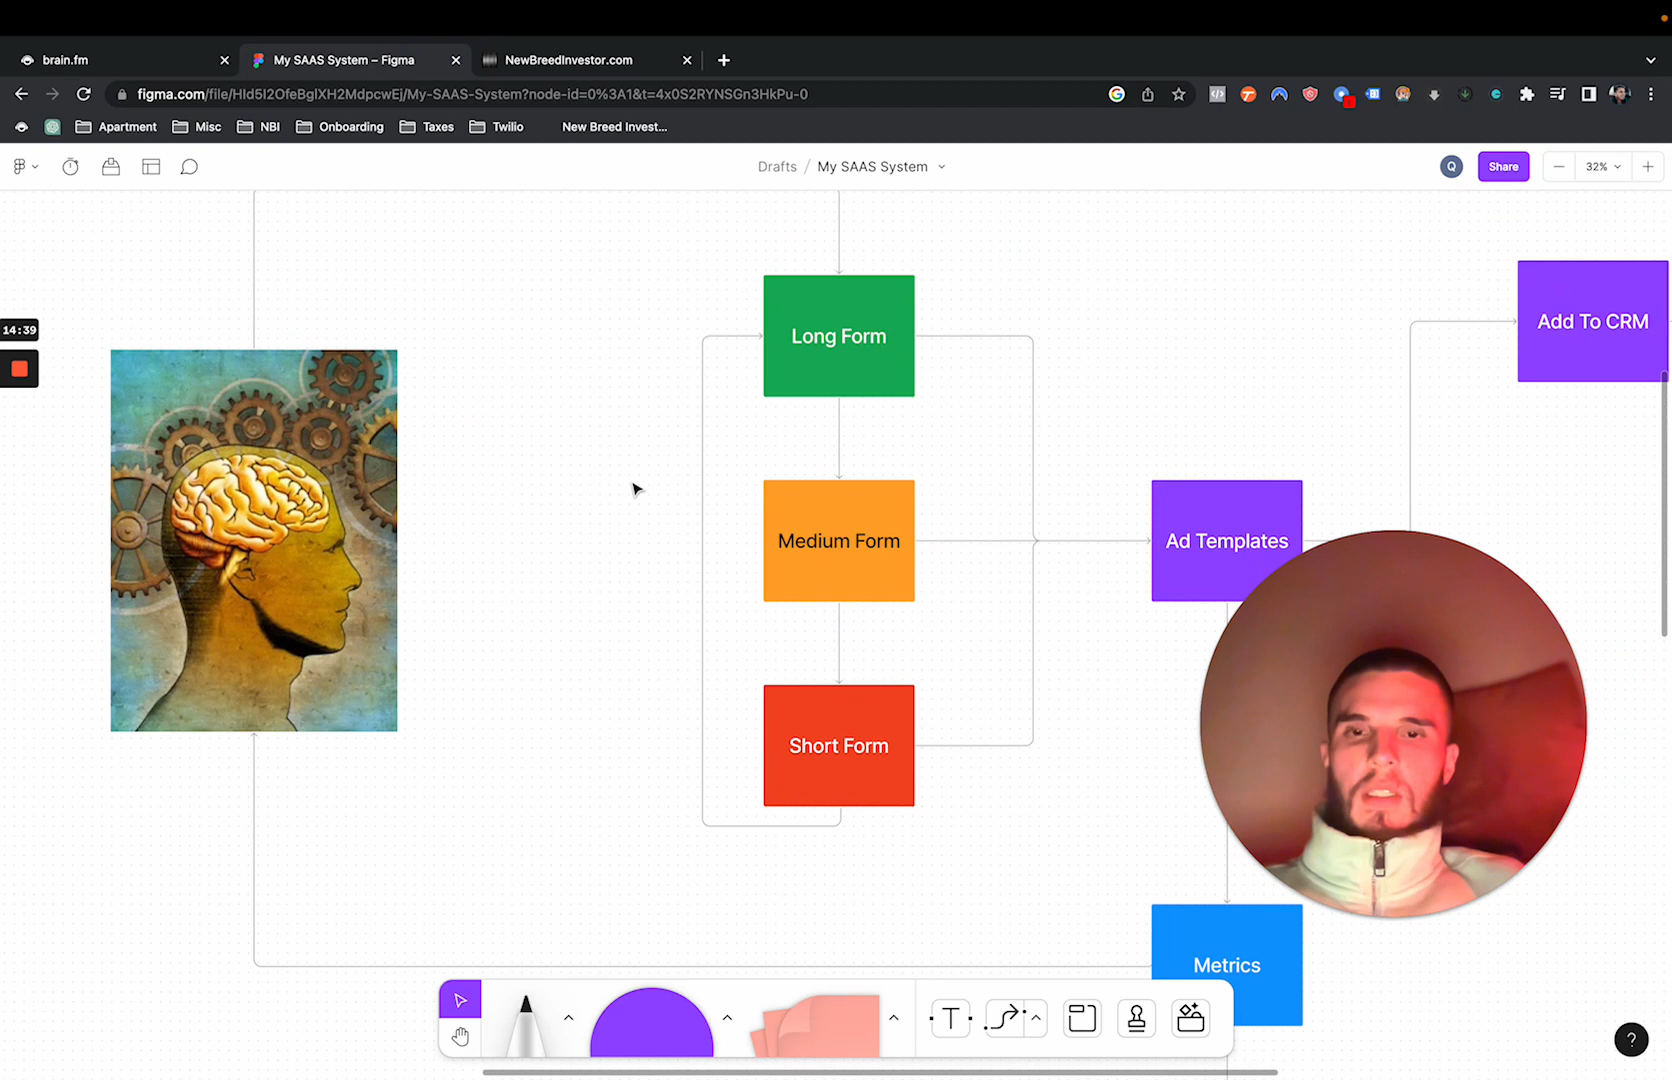 brain.fm
My SAAS System – Figma
NewBreedInvestor.com
figma.com/file/HId5I2OfeBglXH2MdpcwEj/My-SAAS-System?node-id=0%3A1&t=4x0S2RYNSGn3HkPu-0
Apartment
Misc
NBI
Onboarding
Taxes
Twilio
New Breed Invest...
Drafts / My SAAS System
Q
Share
32%
14:39
Long Form
Add To CRM
Medium Form
Ad Templates
Short Form
Metrics
T
?